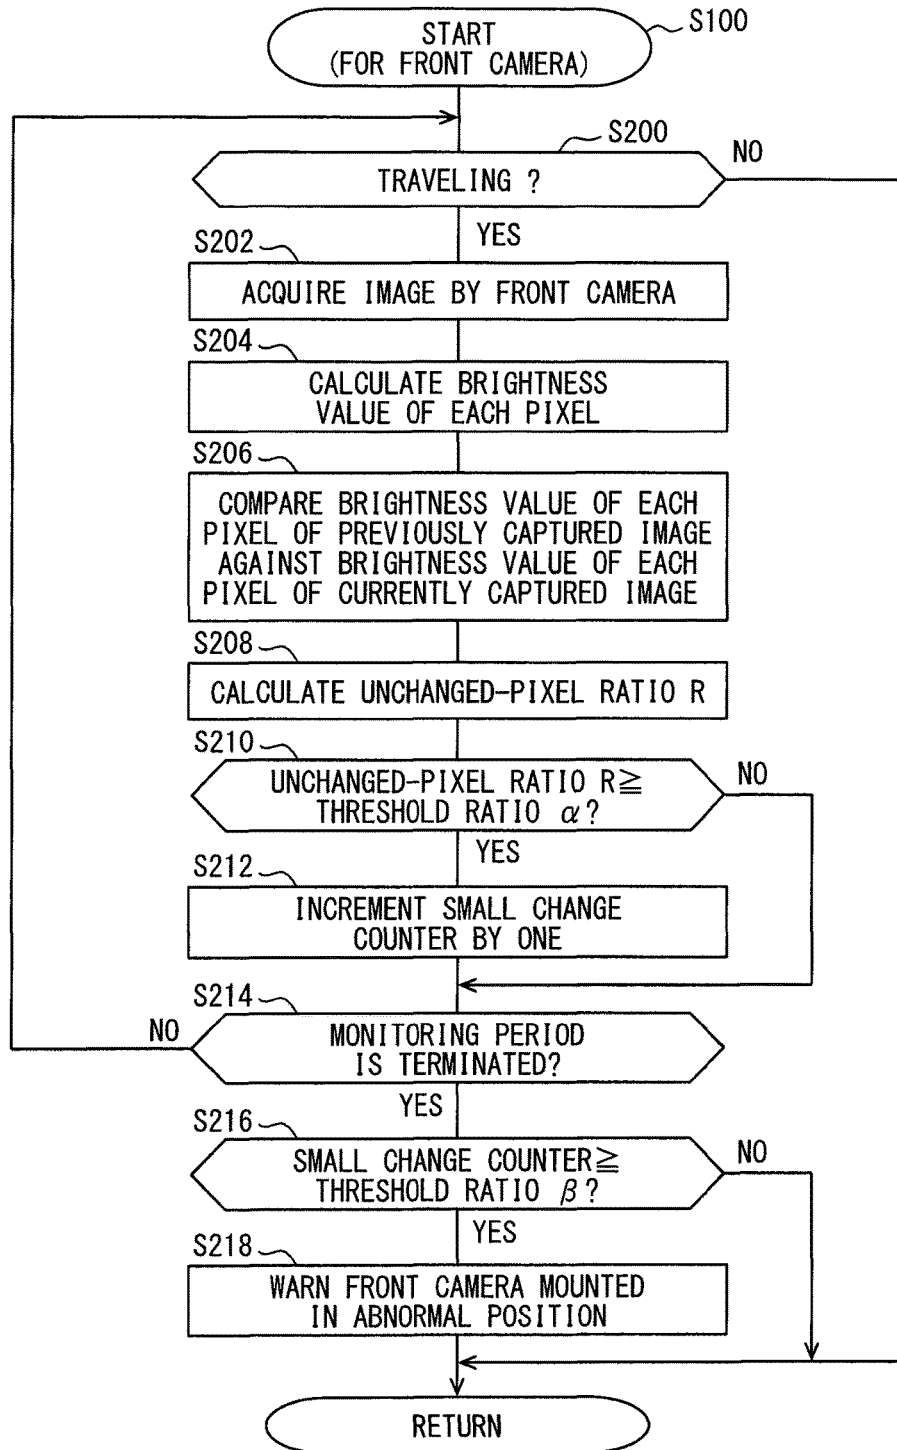 START
(FOR FRONT CAMERA)
S100
S200
TRAVELING ?
NO
YES
S202
ACQUIRE IMAGE BY FRONT CAMERA
S204
CALCULATE BRIGHTNESS
VALUE OF EACH PIXEL
S206
COMPARE BRIGHTNESS VALUE OF EACH
PIXEL OF PREVIOUSLY CAPTURED IMAGE
AGAINST BRIGHTNESS VALUE OF EACH
PIXEL OF CURRENTLY CAPTURED IMAGE
S208
CALCULATE UNCHANGED-PIXEL RATIO R
S210
UNCHANGED-PIXEL RATIO R≧
THRESHOLD RATIO α?
NO
YES
S212
INCREMENT SMALL CHANGE
COUNTER BY ONE
S214
MONITORING PERIOD
IS TERMINATED?
NO
YES
S216
SMALL CHANGE COUNTER≧
THRESHOLD RATIO β?
NO
YES
S218
WARN FRONT CAMERA MOUNTED
IN ABNORMAL POSITION
RETURN